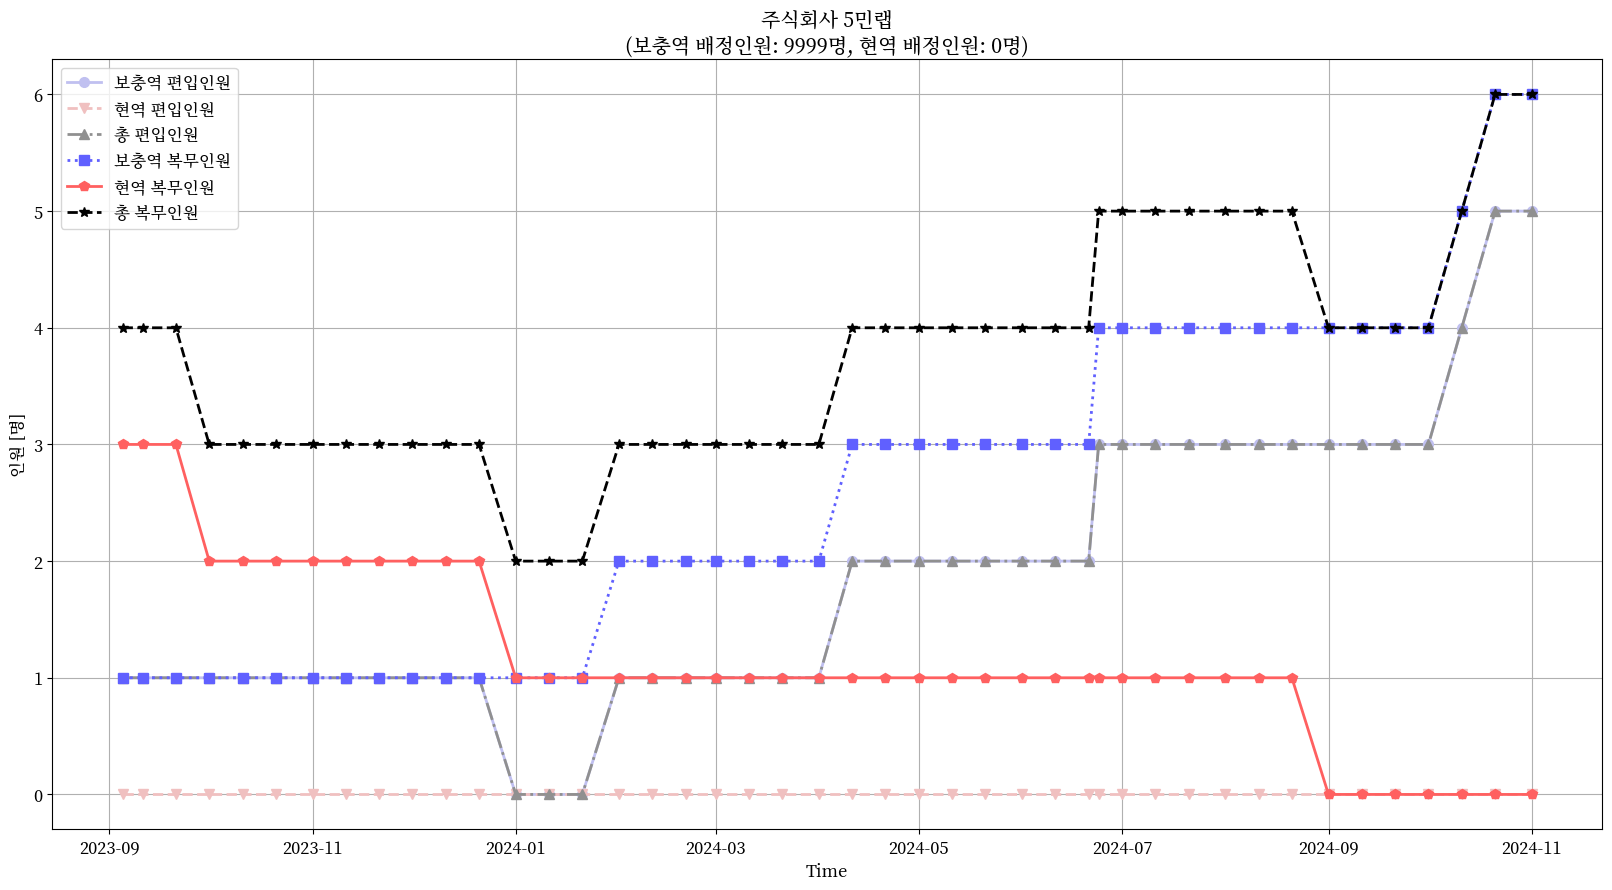 주식회사 5민랩
(보충역 배정인원: 9999명, 현역 배정인원: 0명)
보충역 편입인원
현역 편입인원
총 편입인원
보충역 복무인원
현역 복무인원
총 복무인원
인원 [명]
6
5
4
3
2
1
0
2023-09
2023-11
2024-01
2024-03
2024-05
2024-07
2024-09
2024-11
Time